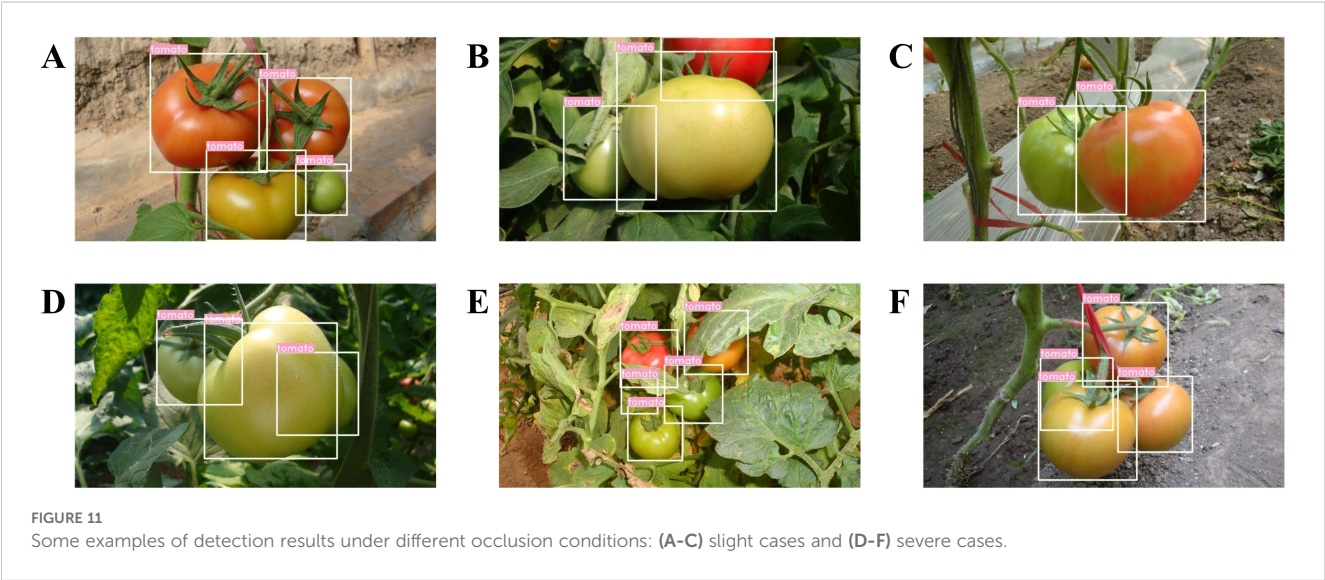 A
tomato
tomato
tomato
tomato
B
tomato
tomato
C
tomato
tomato
D
tomato
tomato
tomato
E
tomato
tomato
tomato
tomato
tomato
F
tomato
tomato
tomato
tomato
FIGURE 11
Some examples of detection results under different occlusion conditions: (A-C) slight cases and (D-F) severe cases.